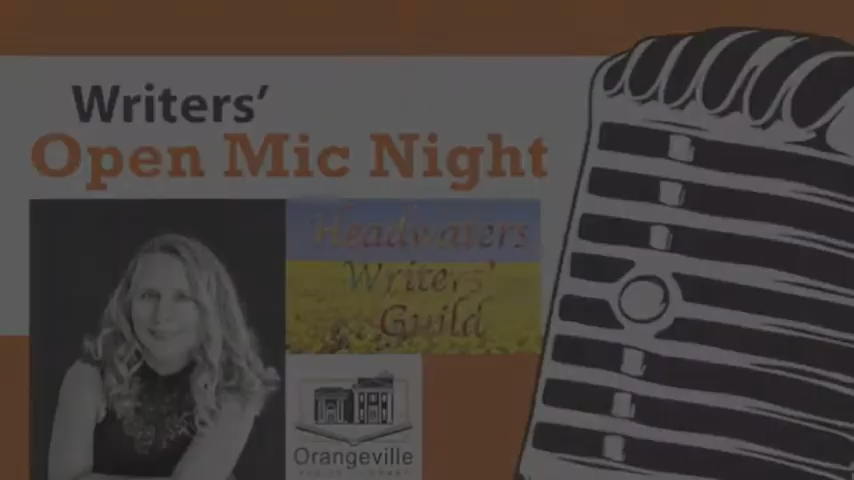 Writers’
Open Mic Night
Headwaters
Writers'
Guild
Orangeville